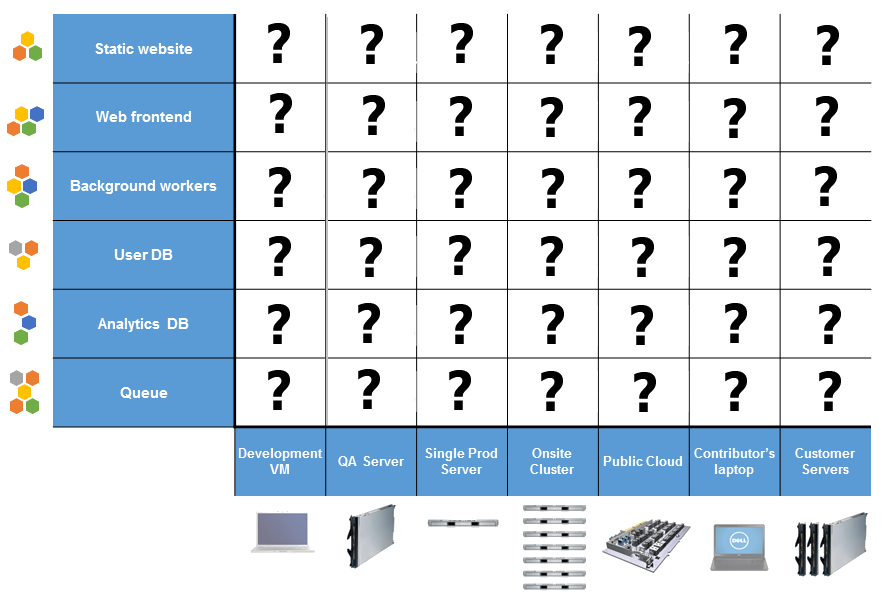 Static website ? ? ? ? ? ? ?
Web frontend ? ? ? ? ? ? ?
Background workers ? ? ? ? ? ? ?
User DB ? ? ? ? ? ? ?
Analytics DB ? ? ? ? ? ? ?
Queue ? ? ? ? ? ? ?
Development
VM
QA Server
Single Prod
Server
Onsite
Cluster
Public Cloud
Contributor's
laptop
Customer
Servers
DELL